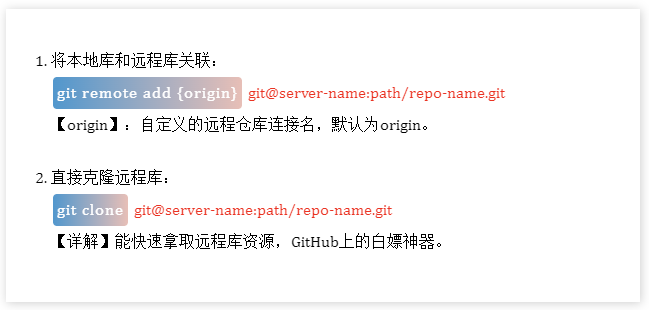 1. 将本地库和远程库关联：
git remote add {origin} git@server-name:path/repo-name.git
【origin】：自定义的远程仓库连接名，默认为origin。
2. 直接克隆远程库：
git clone git@server-name:path/repo-name.git
【详解】能快速拿取远程库资源，GitHub上的白嫖神器。